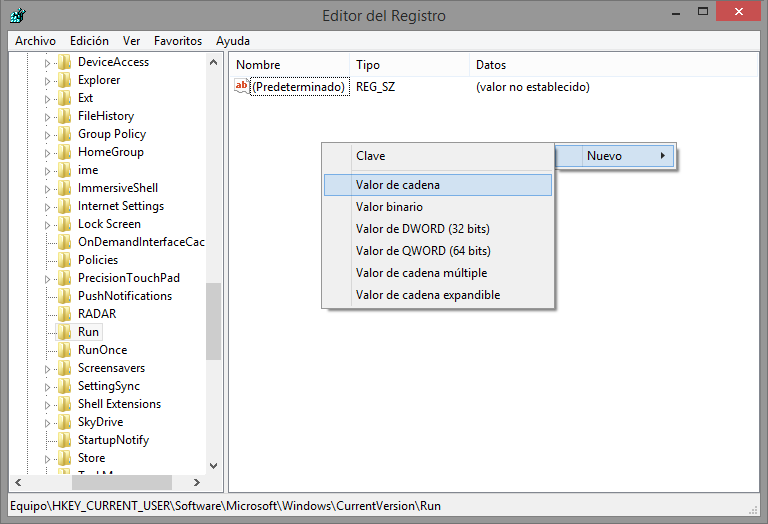 Editor del Registro
Archivo Edición Ver Favoritos Ayuda
DeviceAccess
Explorer
Ext
FileHistory
Group Policy
HomeGroup
ime
ImmersiveShell
Internet Settings
Lock Screen
OnDemandInterfaceCac
Policies
PrecisionTouchPad
PushNotifications
RADAR
Run
RunOnce
Screensavers
SettingSync
Shell Extensions
SkyDrive
StartupNotify
Store
Nombre Tipo Datos
ab (Predeterminado) REG_SZ (valor no establecido)
Nuevo
Clave
Valor de cadena
Valor binario
Valor de DWORD (32 bits)
Valor de QWORD (64 bits)
Valor de cadena múltiple
Valor de cadena expandible
Equipo\HKEY_CURRENT_USER\Software\Microsoft\Windows\CurrentVersion\Run